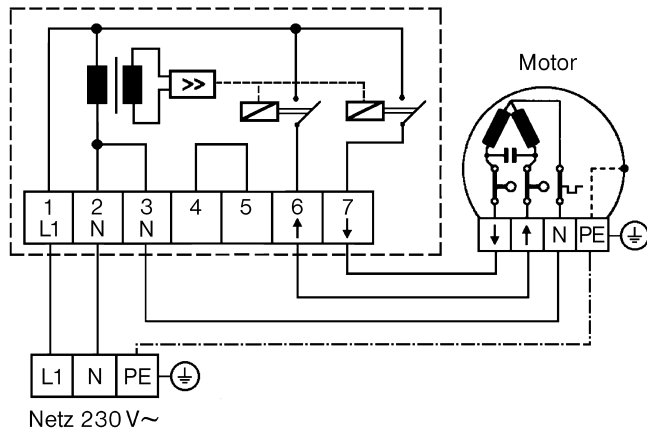 Motor
>>
1 2 3 4 5 6 7
L1 N N ↑ ↓
↓ ↑ N PE
L1 N PE
Netz 230 V~